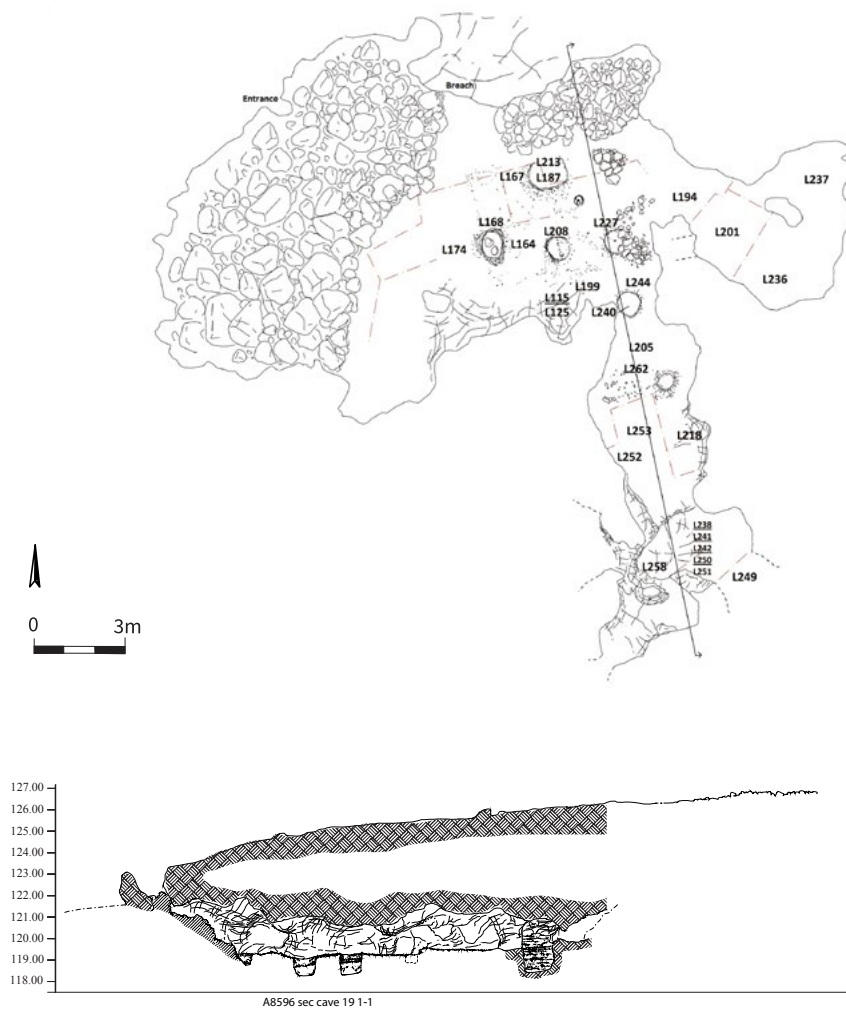 Entrance
Breach
L213
L167 L187
L194
L237
L168
L208
L227
L201
L174
L164
L199
L244
L236
L115
L125
L240
L205
L262
L253
L218
L252
L238
L241
L242
L250
L258
L251
L249
0 3m
127.00
126.00
125.00
124.00
123.00
122.00
121.00
120.00
119.00
118.00
A8596 sec cave 19 1-1